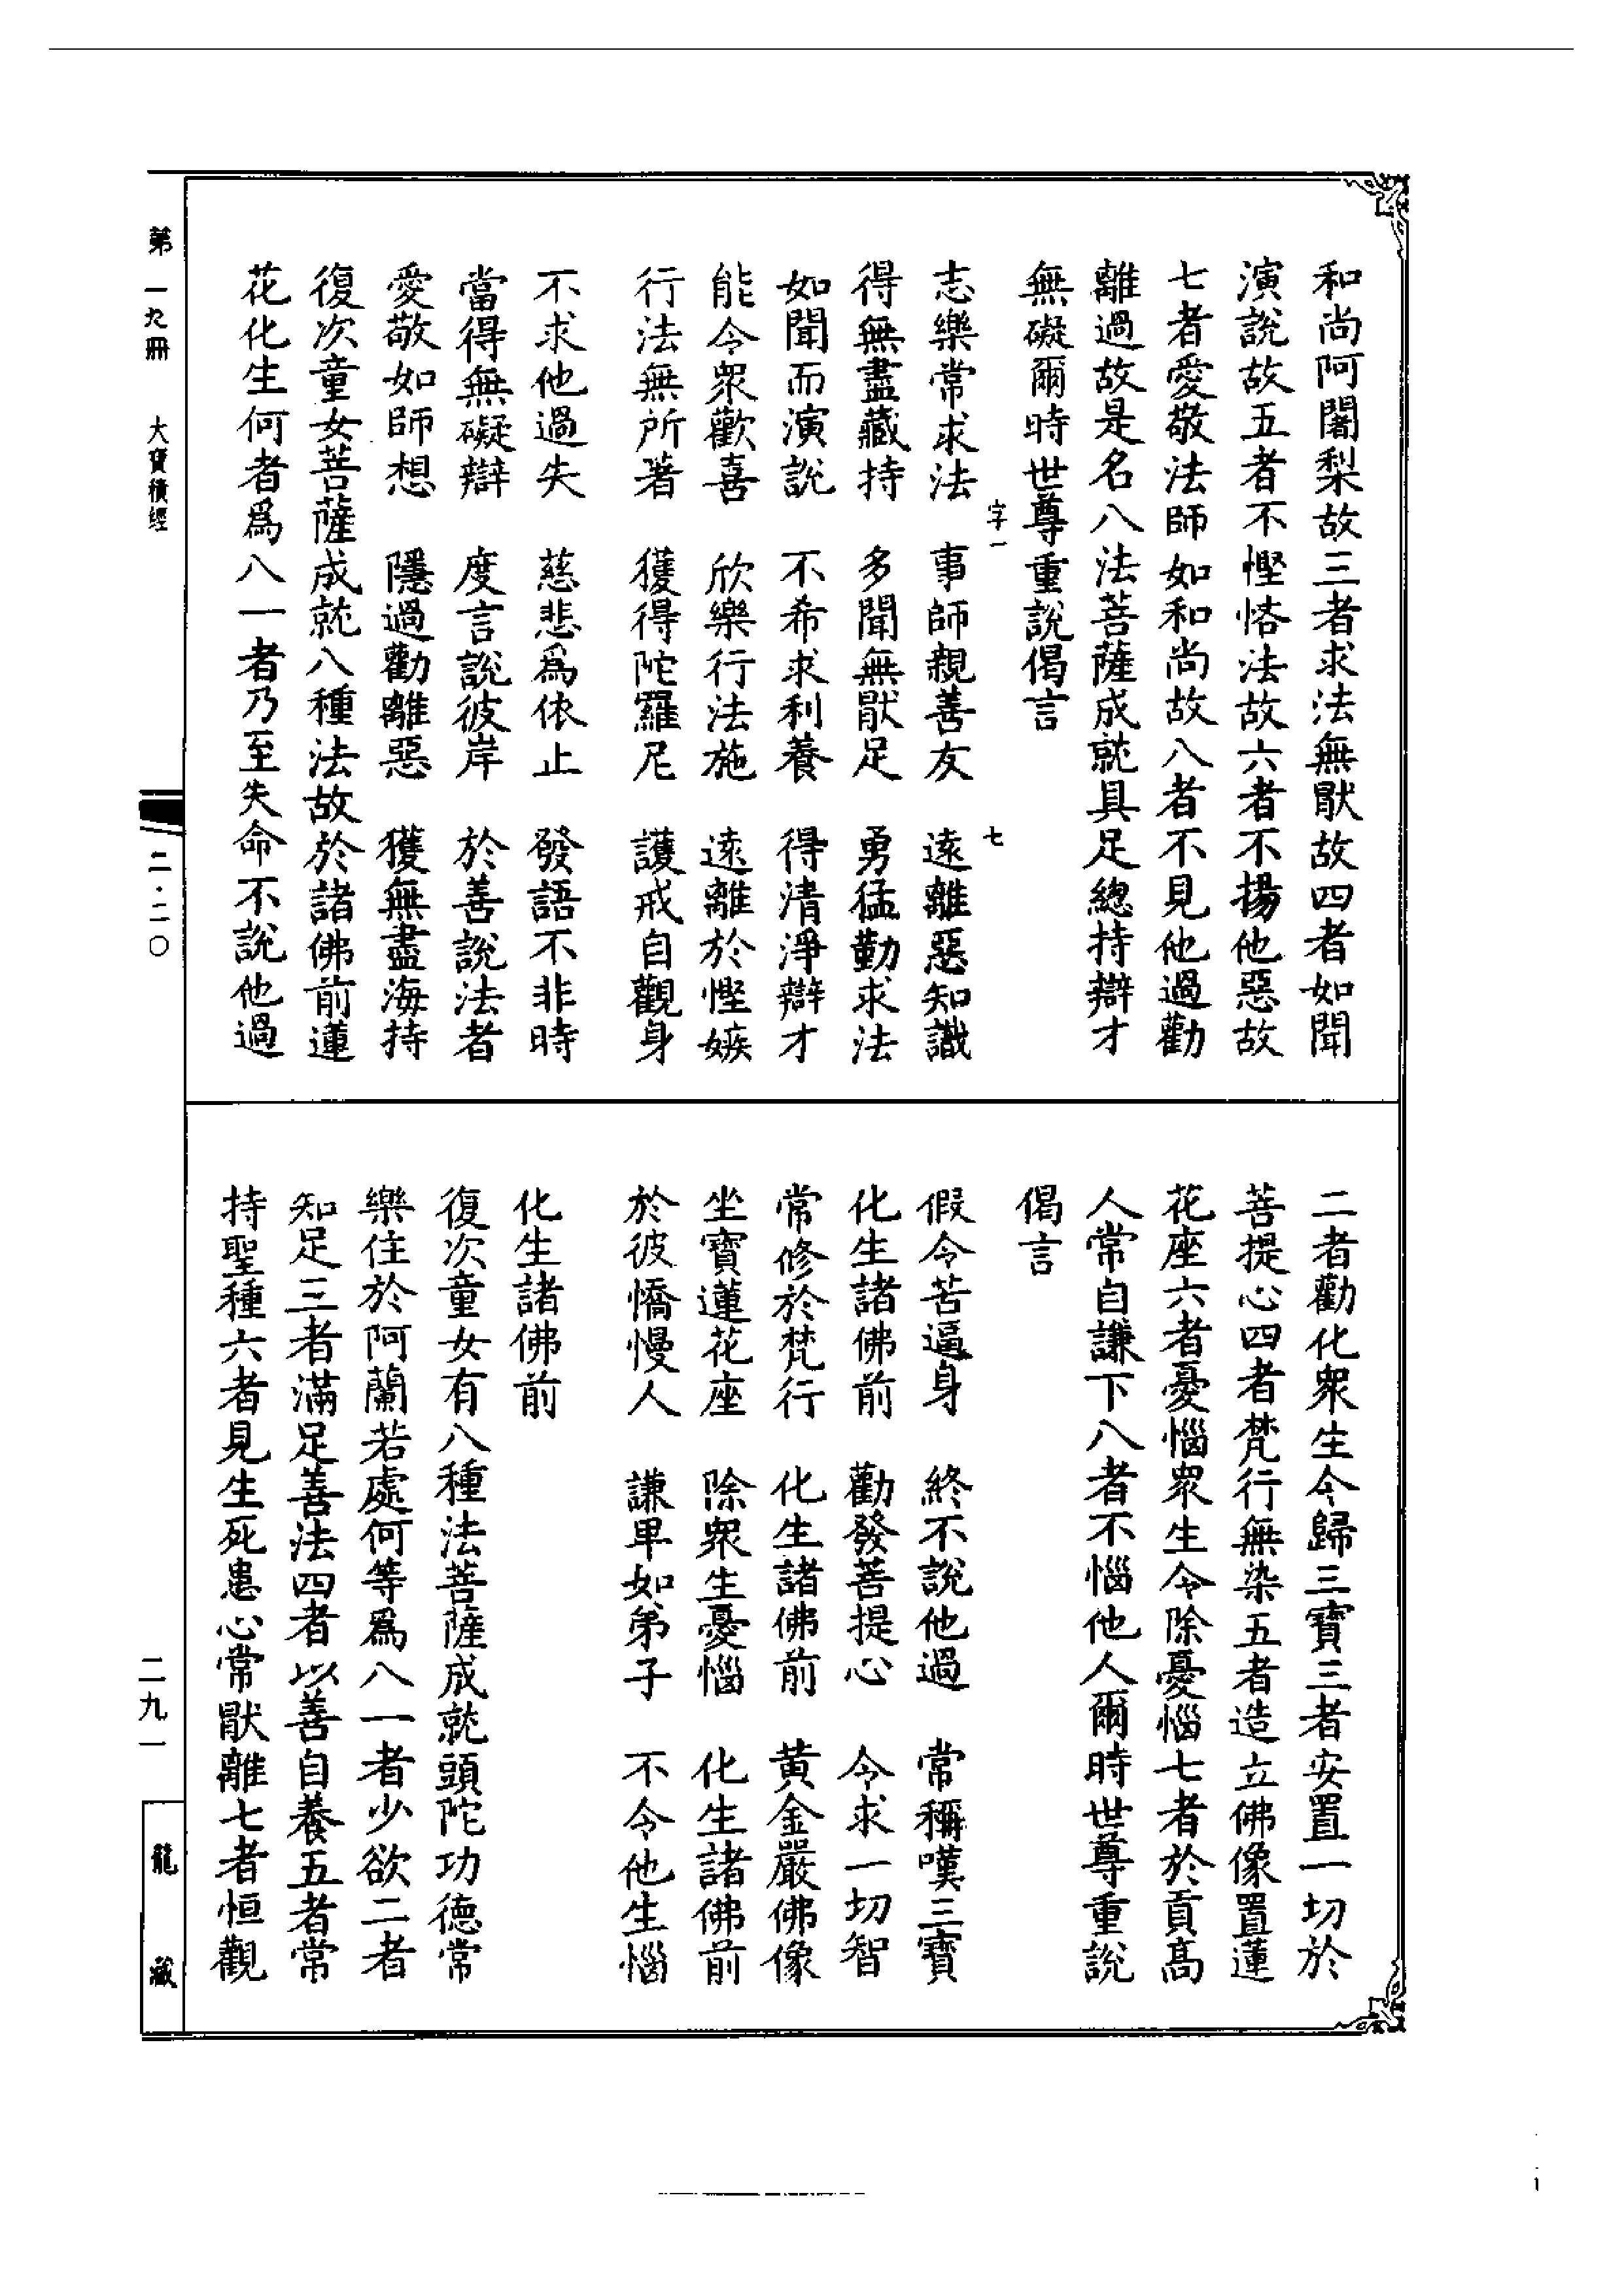 和尚阿闍梨故三者求法無猒故四者如聞
演說故五者不慳悋法故六者不揚他惡故
七者愛敬法師如和尚故八者不見他過勸
離過故是名八法菩薩成就具足總持辯才
無礙爾時世尊重說偈言
字一　七
志樂常求法　事師親善友　遠離惡知識
得無盡藏持　多聞無猒足　勇猛勤求法
如聞而演說　不希求利養　得清淨辯才
能令眾歡喜　欣樂行法施　遠離於慳嫉
行法無所著　獲得陀羅尼　護戒自觀身
不求他過失　慈悲為依止　發語不非時
當得無礙辯　度言說彼岸　於善說法者
愛敬如師想　隱過勸離惡　獲無盡海持
復次童女菩薩成就八種法故於諸佛前蓮
花化生何者為八一者乃至失命不說他過
二者勸化眾生令歸三寶三者安置一切於
菩提心四者梵行無染五者造立佛像置蓮
花座六者憂惱眾生令除憂惱七者於貢高
人常自謙下八者不惱他人爾時世尊重說
偈言
假令苦逼身　終不說他過　常稱嘆三寶
化生諸佛前　勸發菩提心　令求一切智
常修於梵行　化生諸佛前　黃金嚴佛像
坐寶蓮花座　除眾生憂惱　化生諸佛前
於彼憍慢人　謙卑如弟子　不令他生惱
化生諸佛前
復次童女有八種法菩薩成就頭陀功德常
樂住於阿蘭若處何等為八一者少欲二者
知足三者滿足善法四者以善自養五者常
持聖種六者見生死患心常猒離七者恒觀
第一九冊　大寶積經
二·二〇
二九一
龍藏